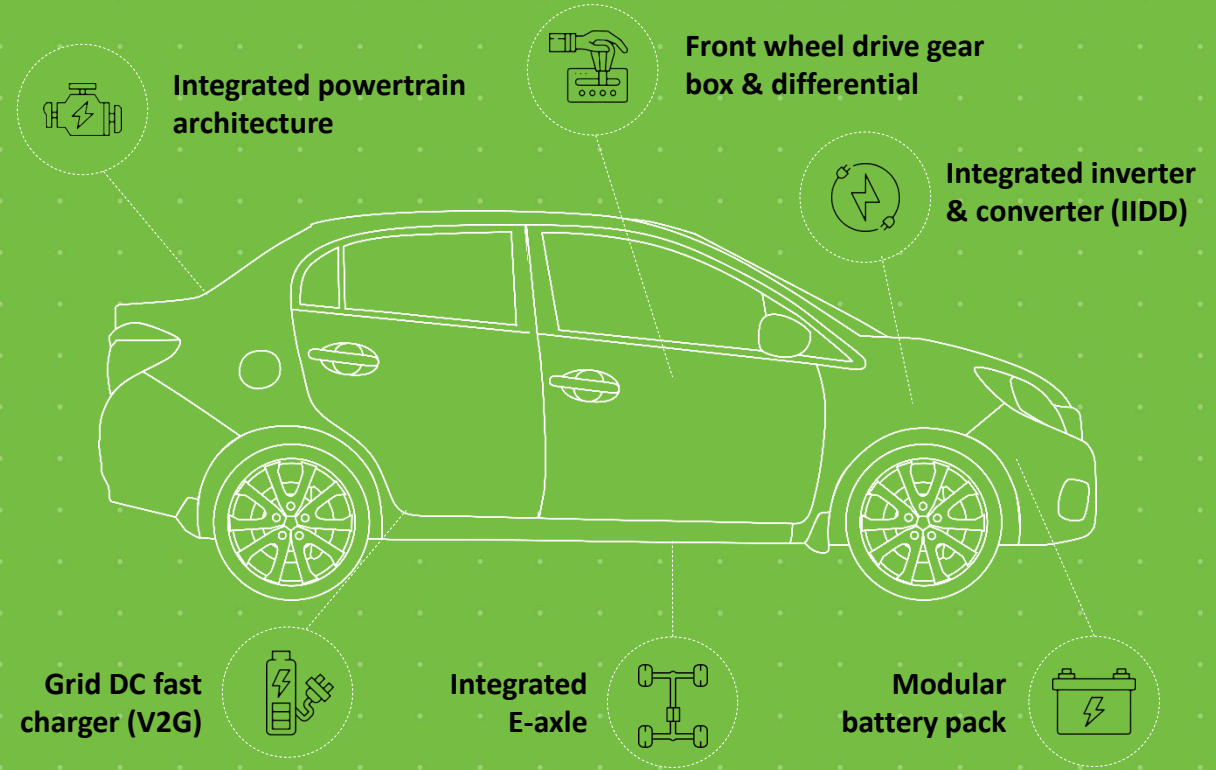 Integrated powertrain
architecture
Front wheel drive gear
box & differential
Integrated inverter
& converter (IIDD)
Grid DC fast
charger (V2G)
Integrated
E-axle
Modular
battery pack